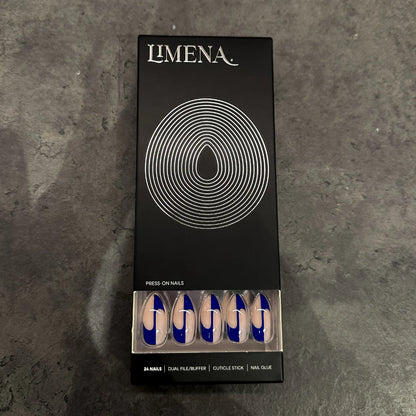 LIMENA.
PRESS-ON NAILS
24 NAILS | DUAL FILE/BUFFER | CUTICLE STICK | NAIL GLUE